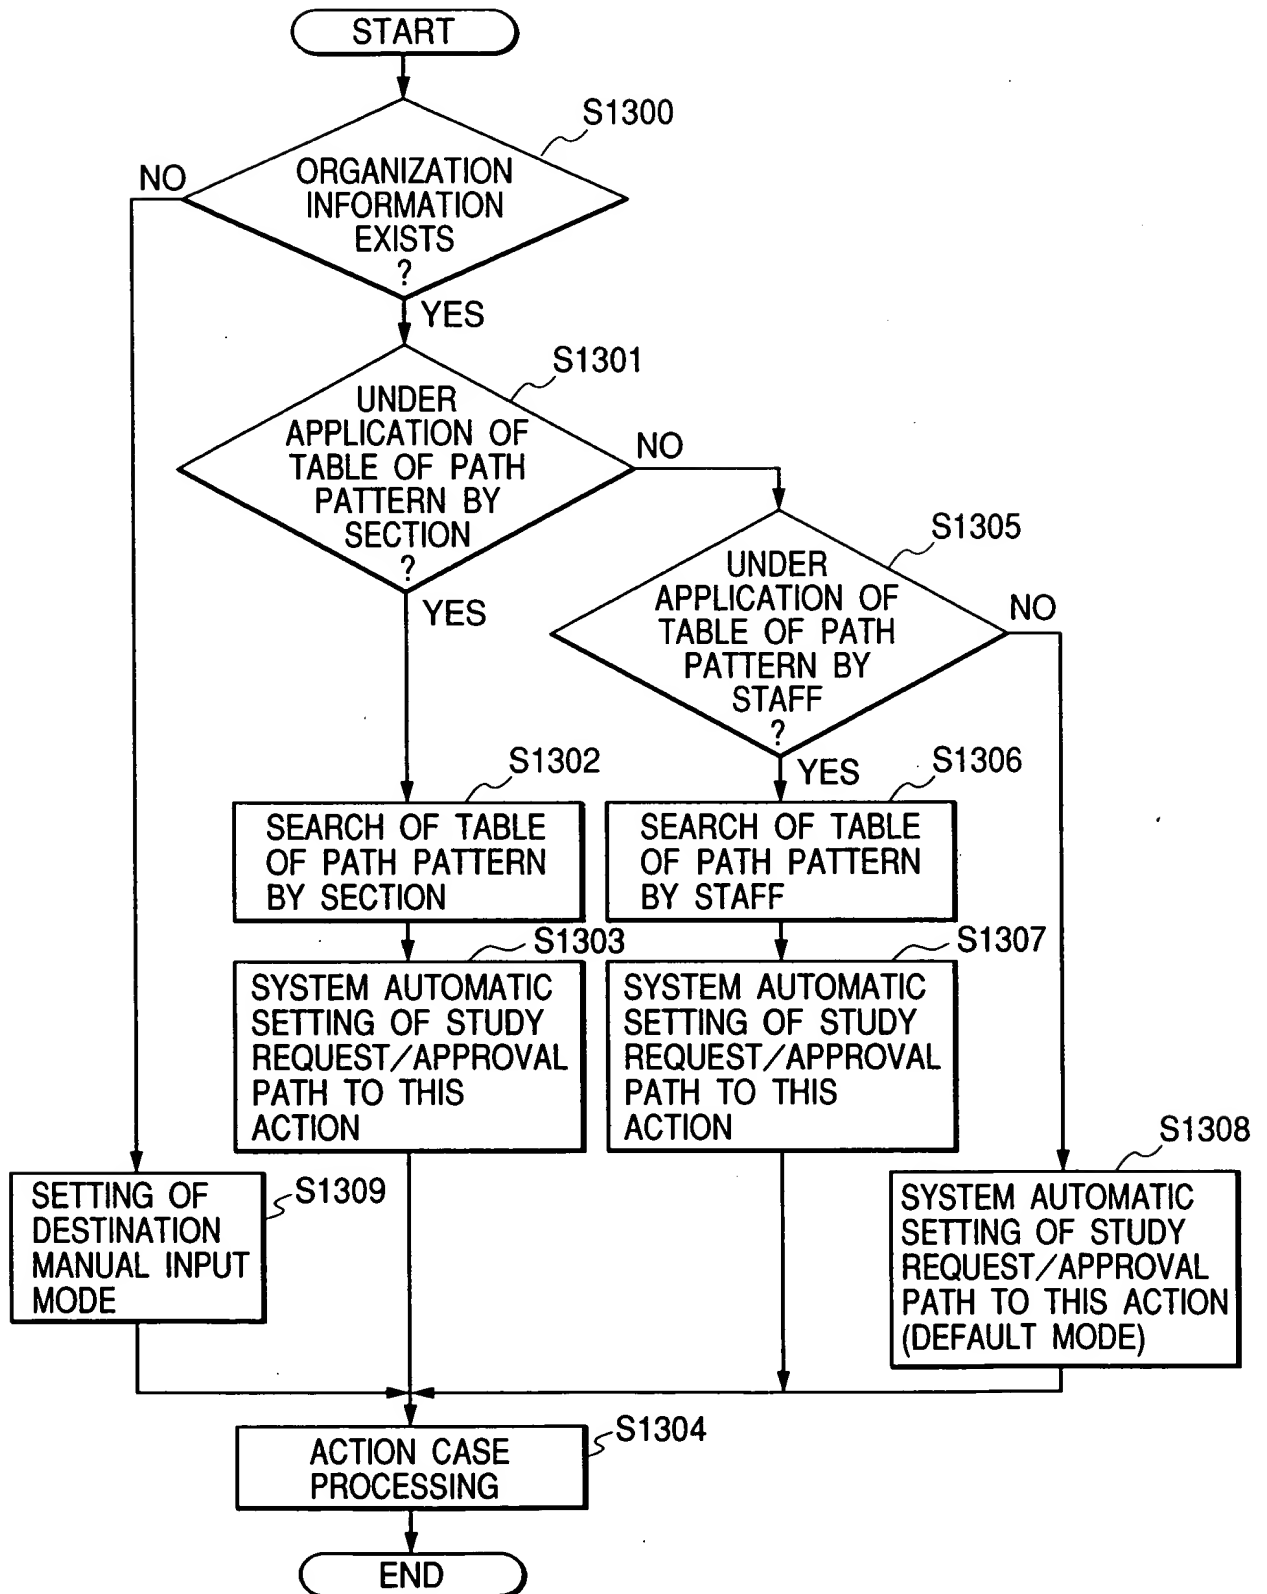 START
S1300
NO
ORGANIZATION
INFORMATION
EXISTS
?
YES
S1301
UNDER
APPLICATION OF
TABLE OF PATH
PATTERN BY
SECTION
?
NO
YES
S1305
UNDER
APPLICATION OF
TABLE OF PATH
PATTERN BY
STAFF
?
NO
YES
S1302
SEARCH OF TABLE
OF PATH PATTERN
BY SECTION
S1306
SEARCH OF TABLE
OF PATH PATTERN
BY STAFF
S1303
SYSTEM AUTOMATIC
SETTING OF STUDY
REQUEST/APPROVAL
PATH TO THIS
ACTION
S1307
SYSTEM AUTOMATIC
SETTING OF STUDY
REQUEST/APPROVAL
PATH TO THIS
ACTION
S1308
SYSTEM AUTOMATIC
SETTING OF STUDY
REQUEST/APPROVAL
PATH TO THIS ACTION
(DEFAULT MODE)
S1309
SETTING OF
DESTINATION
MANUAL INPUT
MODE
S1304
ACTION CASE
PROCESSING
END